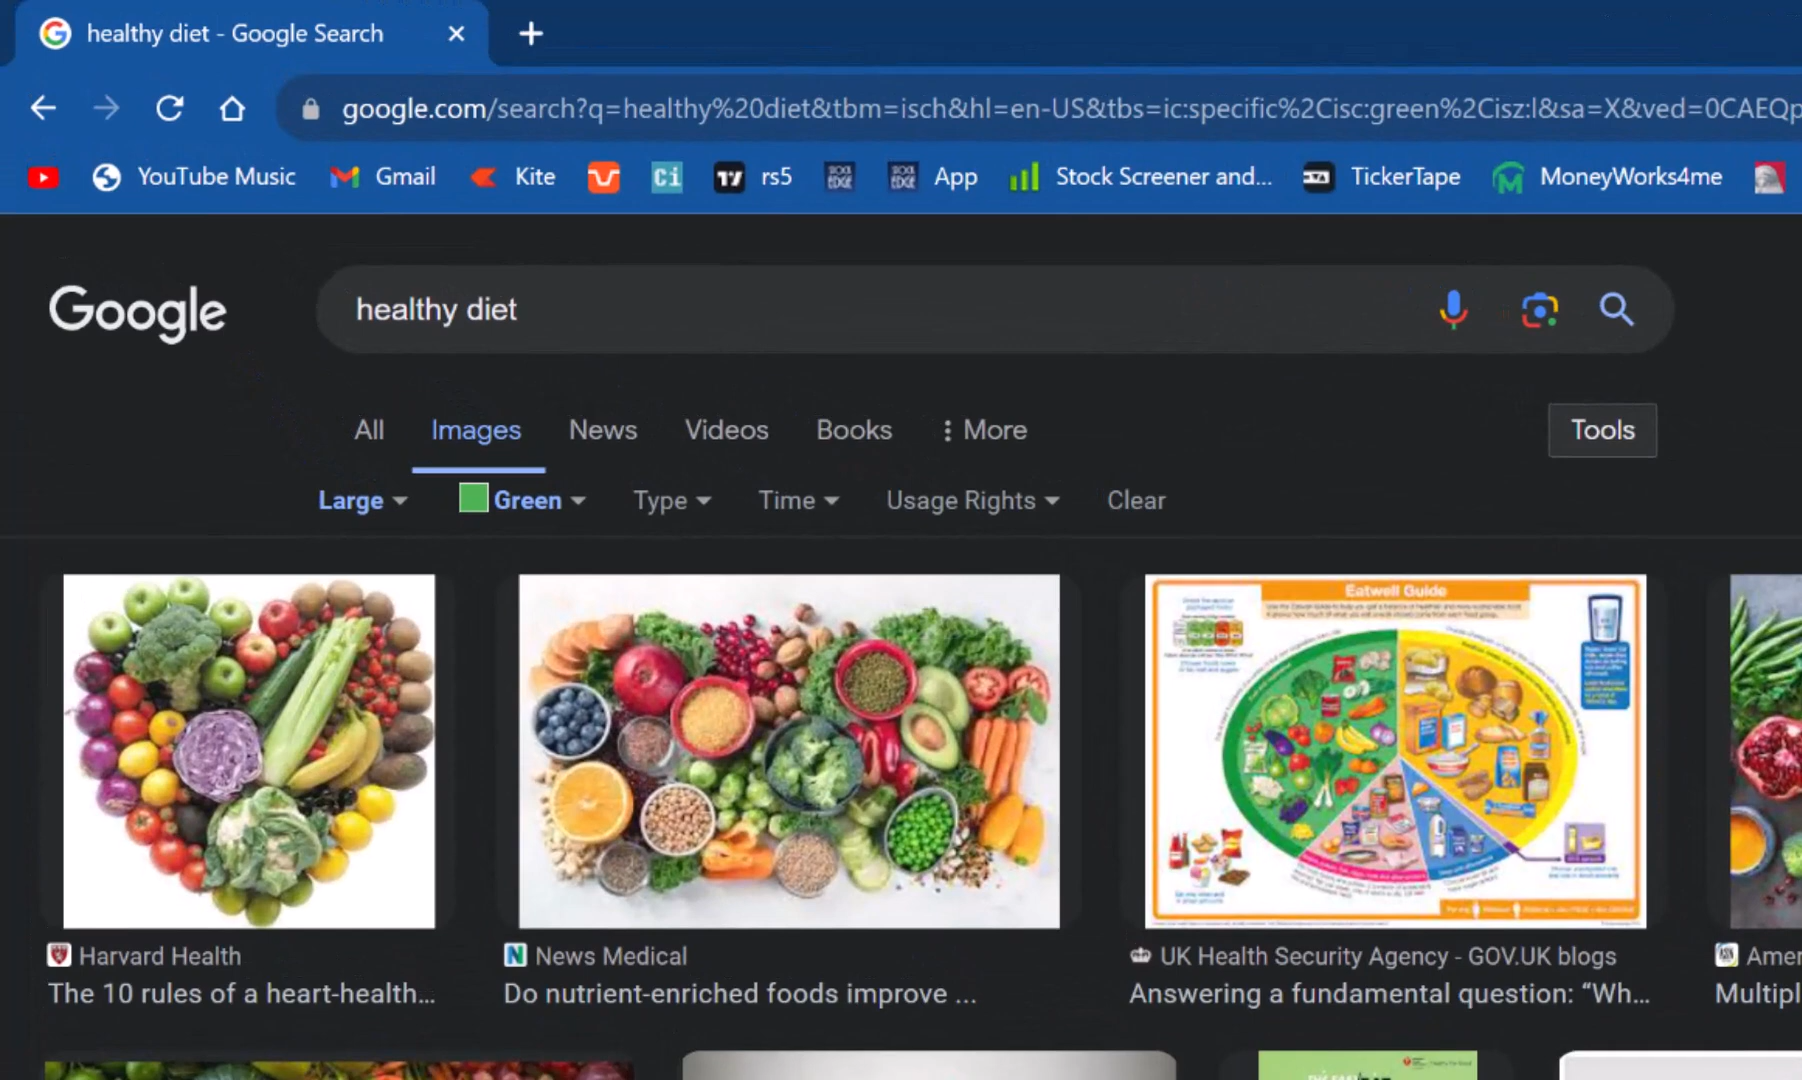 healthy diet - Google Search
google.com/search?q=healthy%20diet&tbm=isch&hl=en-US&tbs=ic:specific%2Cisc:green%2Cisz:l&sa=X&ved=0CAEQp
YouTube Music Gmail Kite Ci rs5 App Stock Screener and... TickerTape MoneyWorks4me
Google
healthy diet
All Images News Videos Books More Tools
Large Green Type Time Usage Rights Clear
Eatwell Guide
Harvard Health News Medical UK Health Security Agency - GOV.UK blogs Amer
The 10 rules of a heart-health... Do nutrient-enriched foods improve ... Answering a fundamental question: “Wh... Multipl